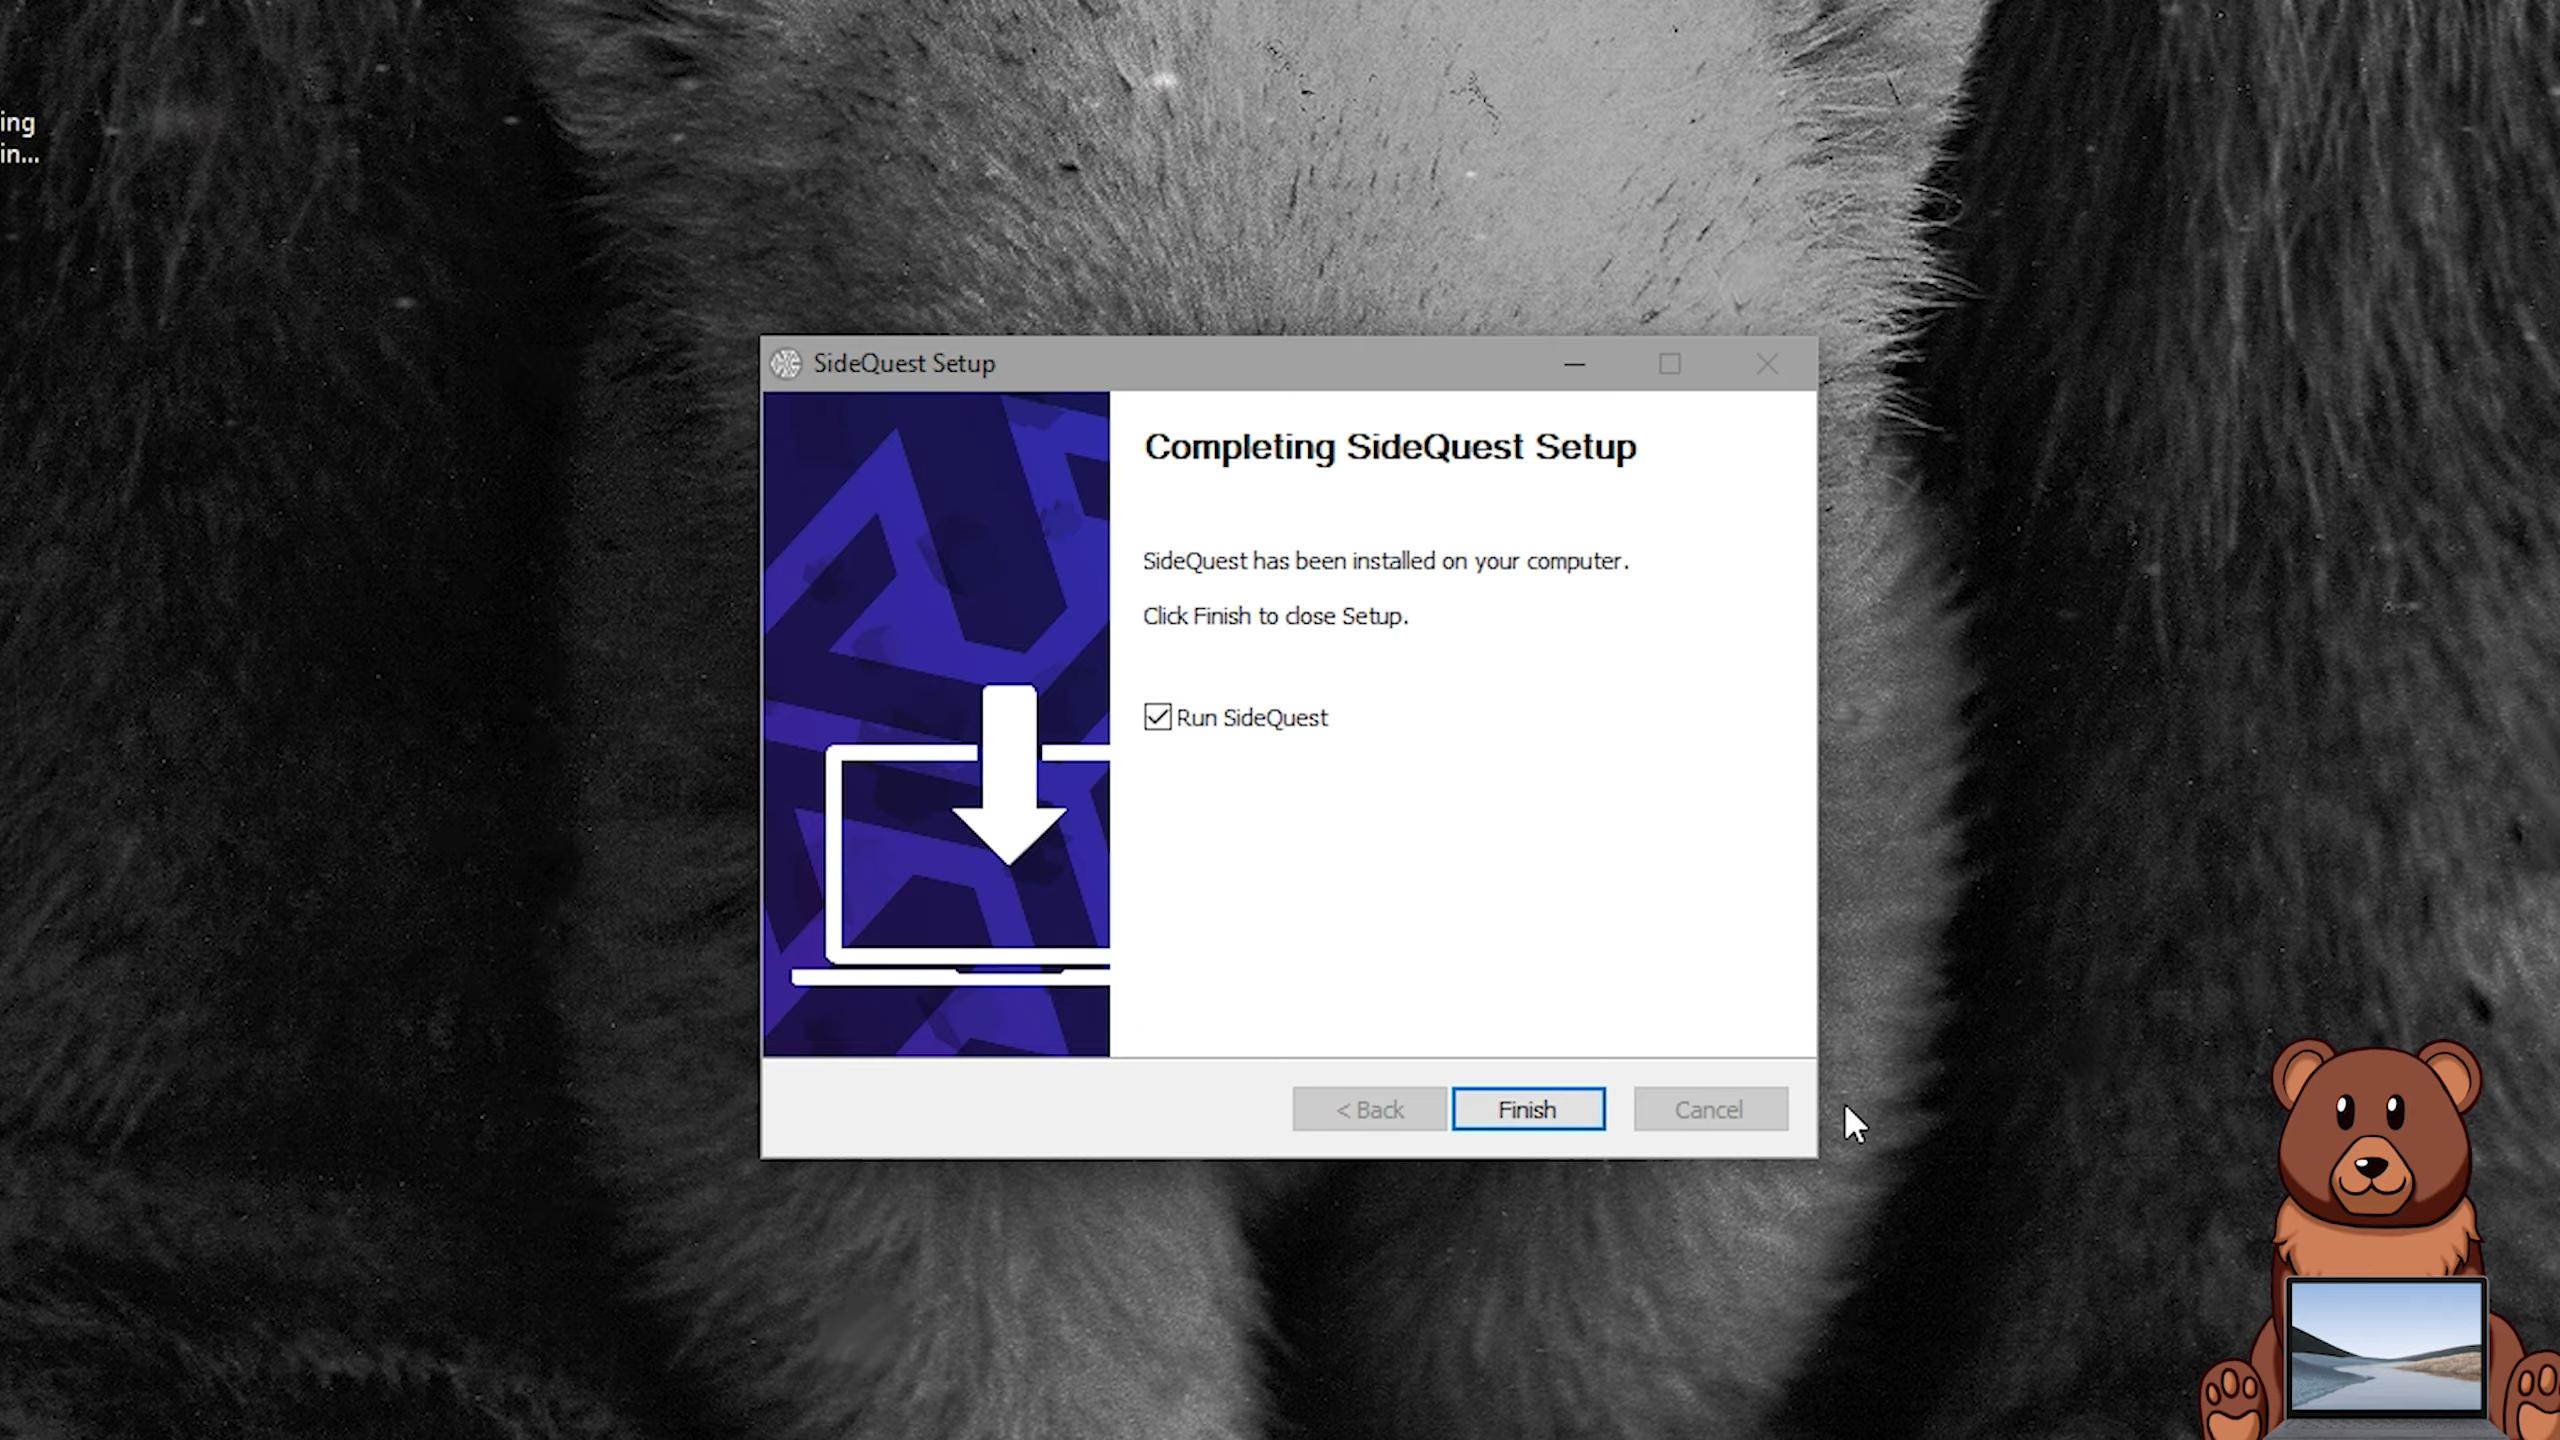 ing
in...
SideQuest Setup
Completing SideQuest Setup
SideQuest has been installed on your computer.
Click Finish to close Setup.
Run SideQuest
< Back
Finish
Cancel